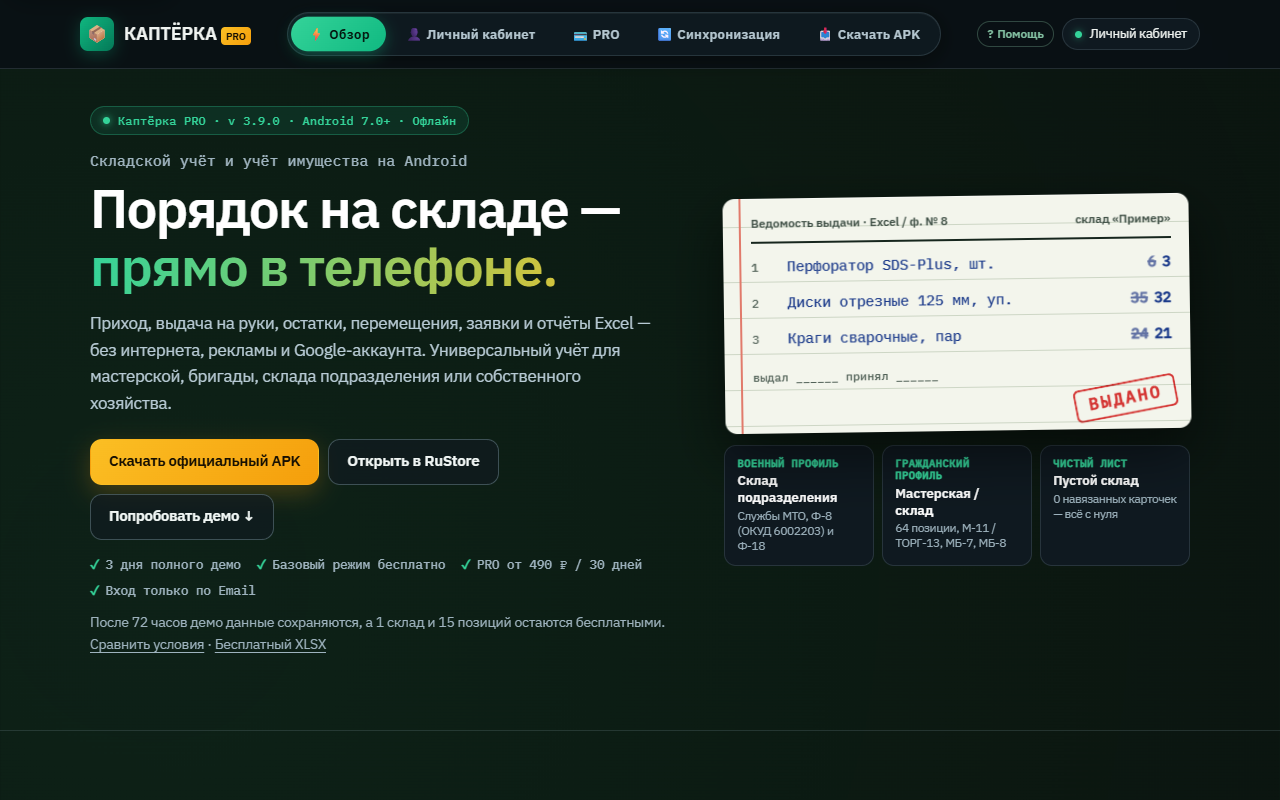 КАПТЁРКА PRO
Обзор
Личный кабинет
PRO
Синхронизация
Скачать APK
? Помощь
Личный кабинет
Каптёрка PRO · v 3.9.0 · Android 7.0+ · Офлайн
Складской учёт и учёт имущества на Android
Порядок на складе —
прямо в телефоне.
Приход, выдача на руки, остатки, перемещения, заявки и отчёты Excel —
без интернета, рекламы и Google-аккаунта. Универсальный учёт для
мастерской, бригады, склада подразделения или собственного
хозяйства.
Скачать официальный APK
Открыть в RuStore
Попробовать демо ↓
✓ 3 дня полного демо ✓ Базовый режим бесплатно ✓ PRO от 490 ₽ / 30 дней
✓ Вход только по Email
После 72 часов демо данные сохраняются, а 1 склад и 15 позиций остаются бесплатными.
Сравнить условия · Бесплатный XLSX
Ведомость выдачи · Excel / ф. № 8 склад «Пример»
1 Перфоратор SDS-Plus, шт. 6 3
2 Диски отрезные 125 мм, уп. 35 32
3 Краги сварочные, пар 24 21
выдал ______ принял ______
ВЫДАНО
ВОЕННЫЙ ПРОФИЛЬ
Склад
подразделения
Службы МТО, Ф-8
(ОКУД 6002203) и
Ф-18
ГРАЖДАНСКИЙ
ПРОФИЛЬ
Мастерская /
склад
64 позиции, М-11 /
ТОРГ-13, МБ-7, МБ-8
ЧИСТЫЙ ЛИСТ
Пустой склад
0 навязанных карточек
— всё с нуля